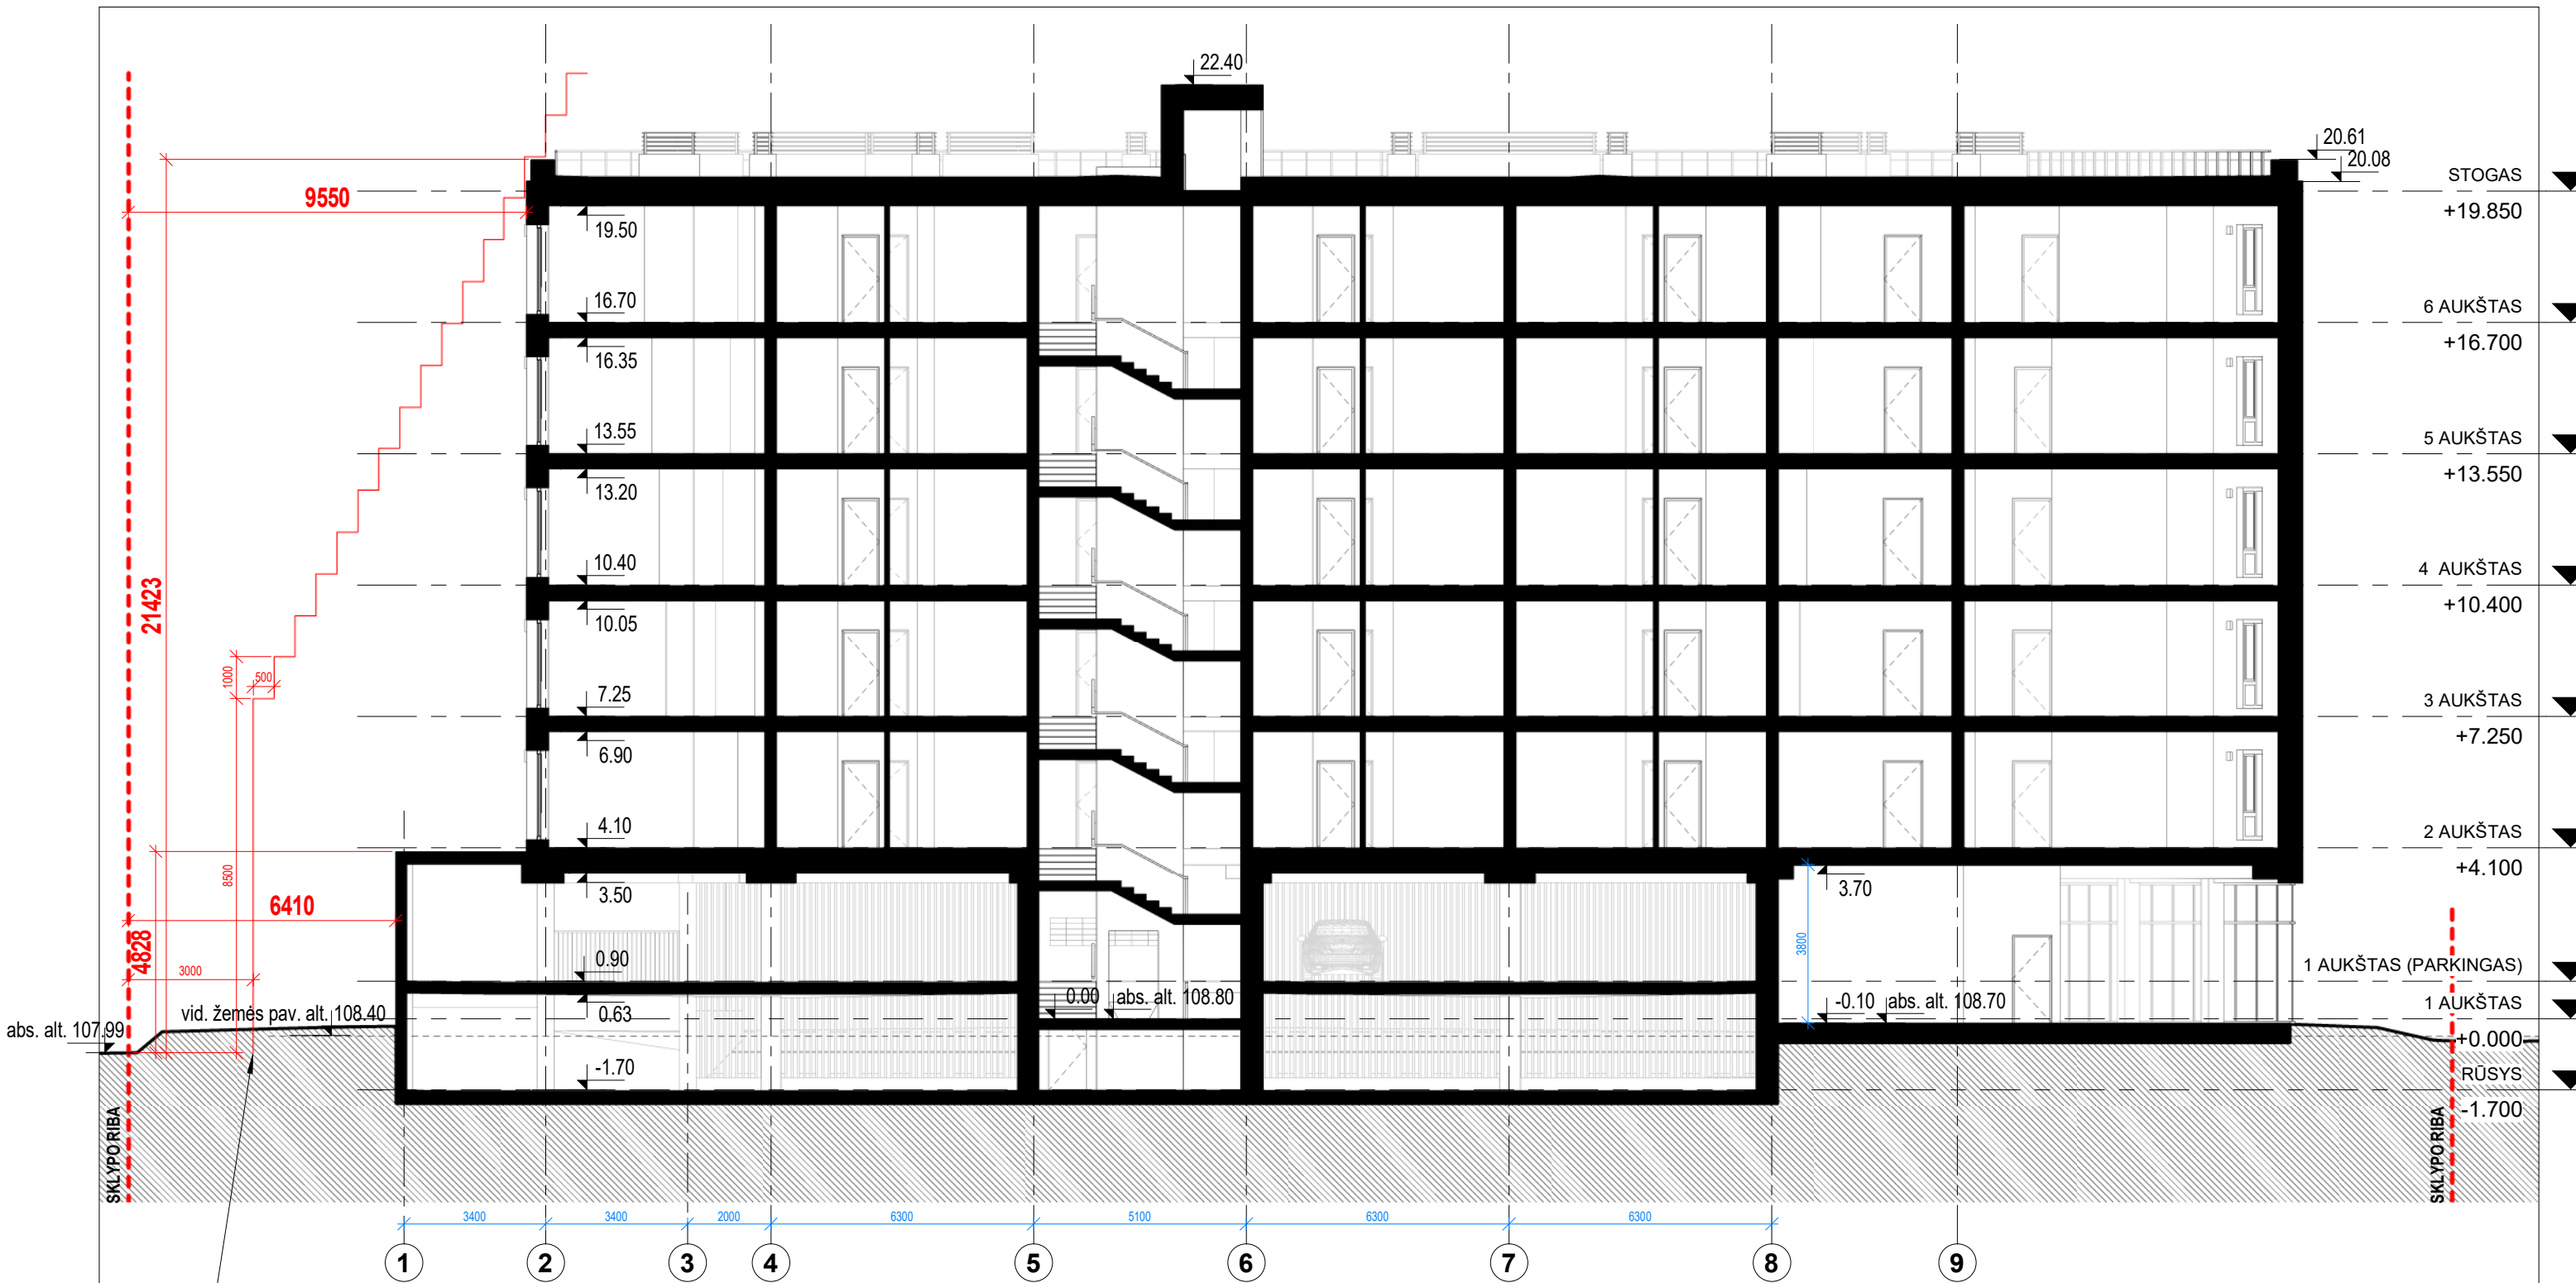 22.40
20.61
20.08
STOGAS
+19.850
9550
19.50
16.70
6 AUKŠTAS
+16.700
16.35
13.55
5 AUKŠTAS
+13.550
13.20
10.40
4 AUKŠTAS
+10.400
21423
10.05
1000
500
7.25
3 AUKŠTAS
+7.250
6.90
4.10
2 AUKŠTAS
+4.100
8500
3.50
3.70
6410
4828
3800
3000
0.90
1 AUKŠTAS (PARKINGAS)
0.00 abs. alt. 108.80
-0.10 abs. alt. 108.70
1 AUKŠTAS
+0.000
vid. žemės pav. alt. 108.40
0.63
abs. alt. 107.99
-1.70
RŪSYS
-1.700
SKLYPO RIBA
SKLYPO RIBA
3400 3400 2000 6300 5100 6300 6300
1 2 3 4 5 6 7 8 9